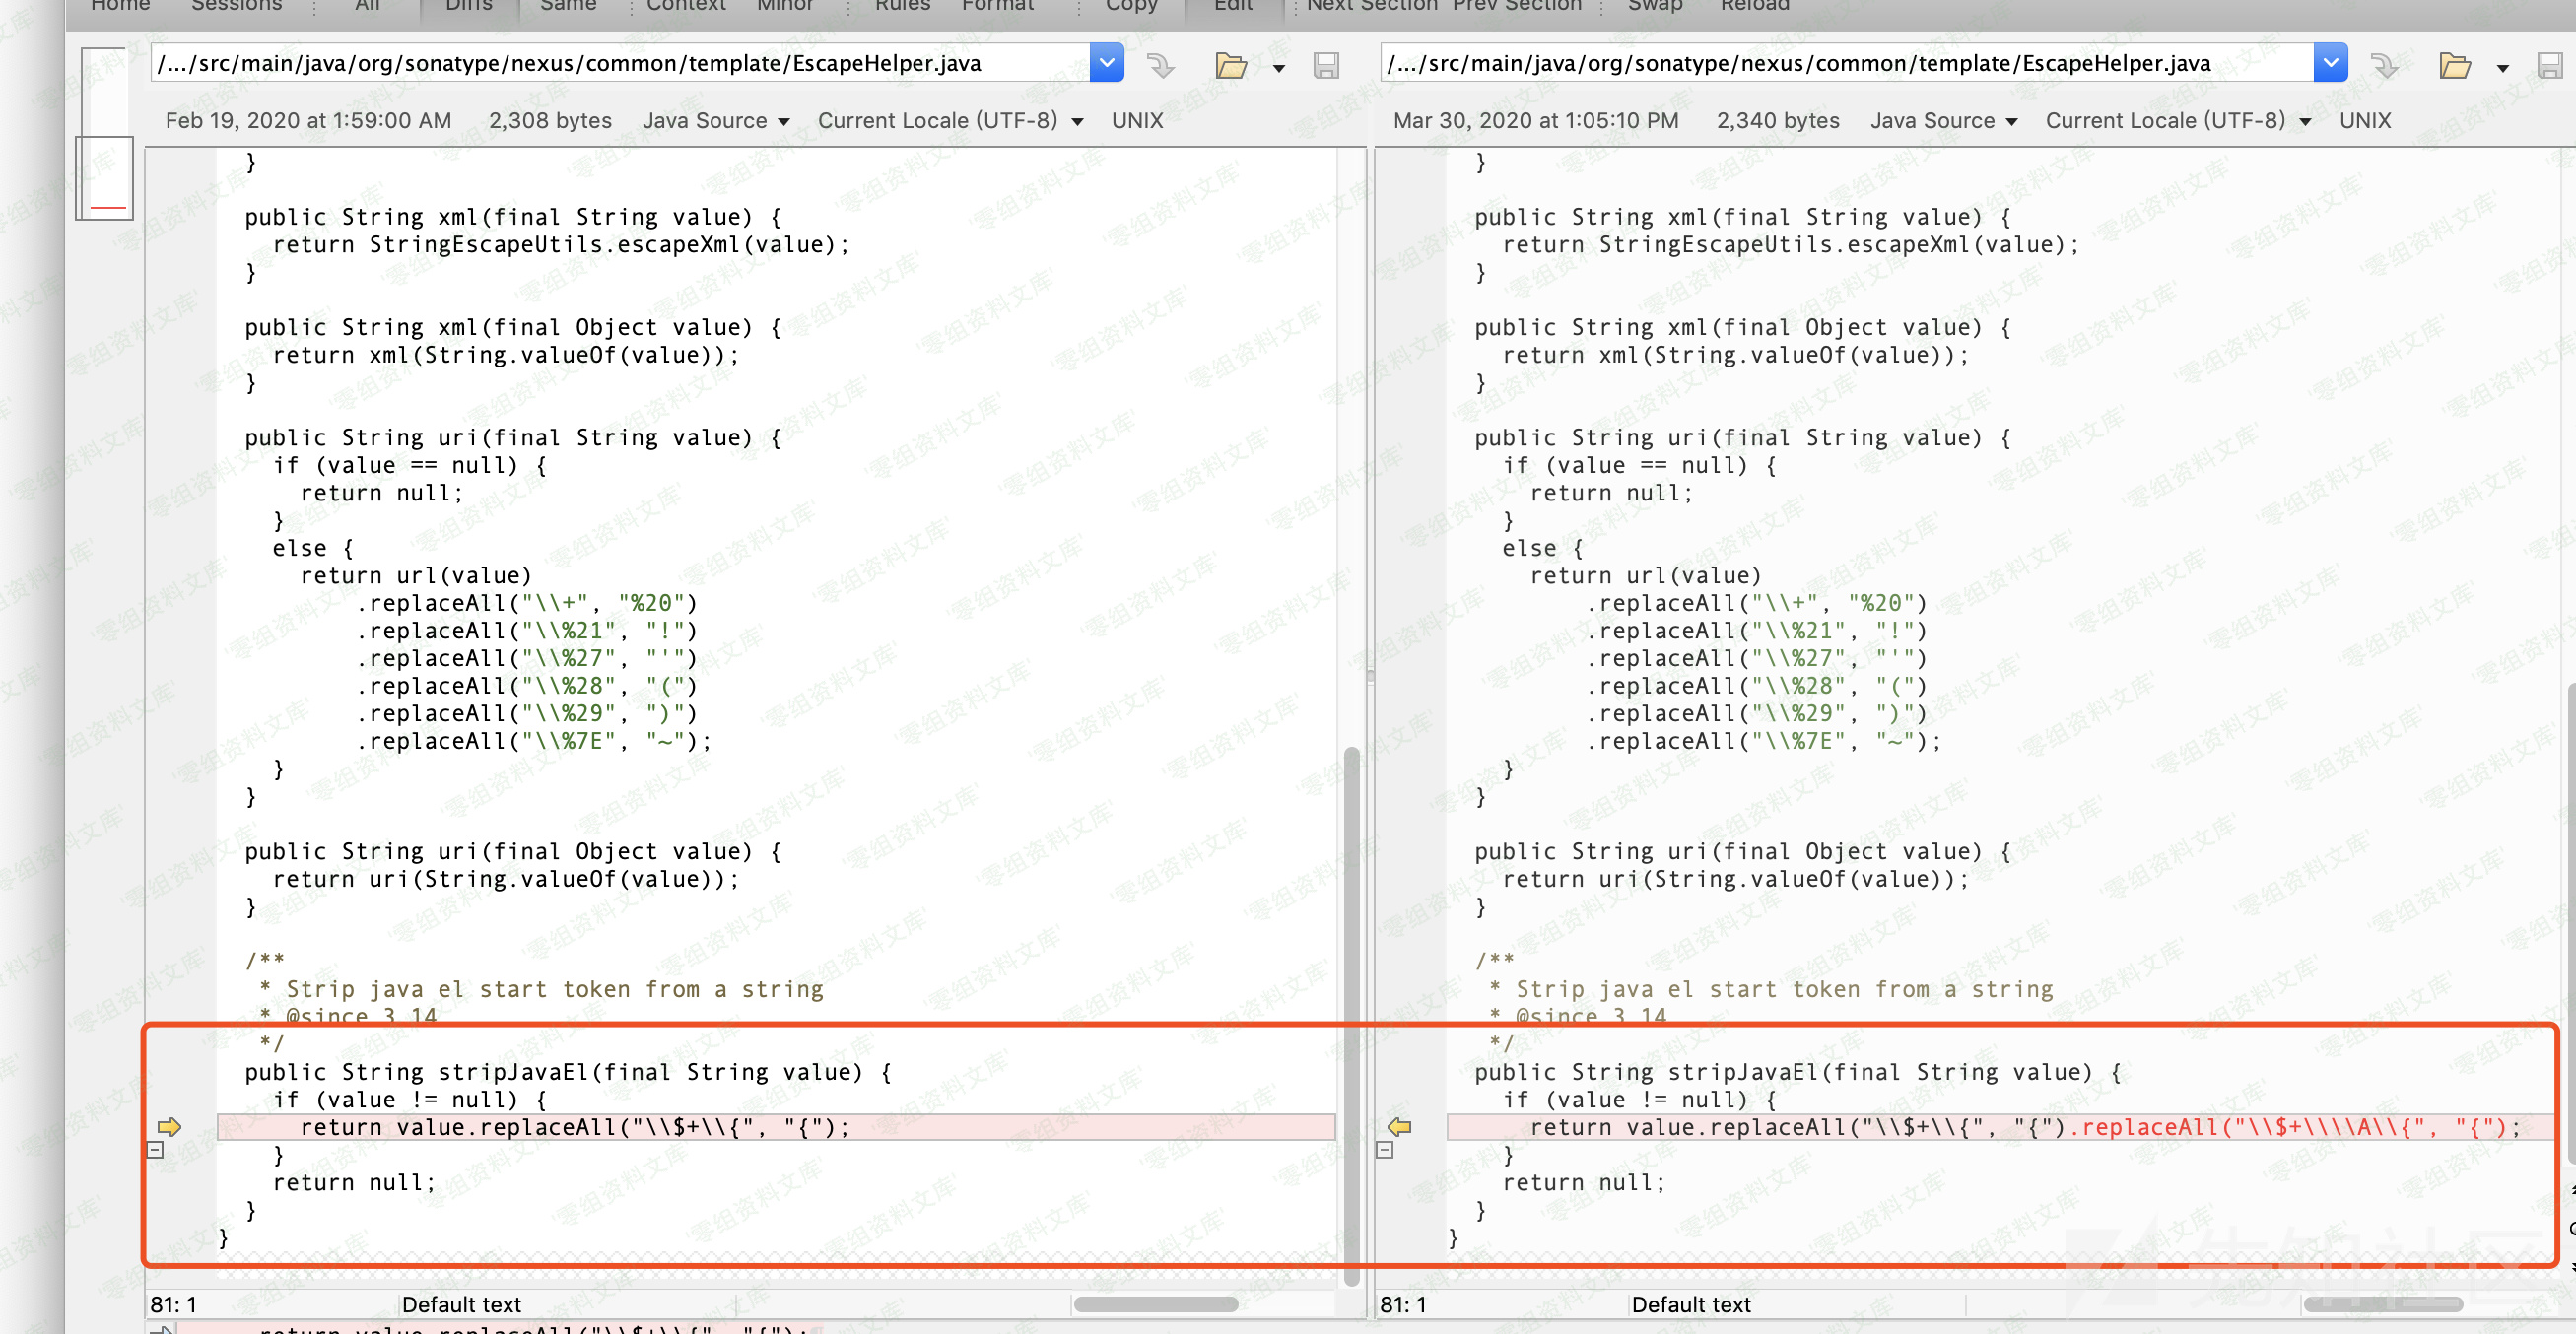 Home Sessions All Diffs Same Context Minor Rules Format Copy Edit Next Section Prev Section Swap Reload
/.../src/main/java/org/sonatype/nexus/common/template/EscapeHelper.java
Feb 19, 2020 at 1:59:00 AM 2,308 bytes Java Source Current Locale (UTF-8) UNIX
}
public String xml(final String value) {
return StringEscapeUtils.escapeXml(value);
}
public String xml(final Object value) {
return xml(String.valueOf(value));
}
public String uri(final String value) {
if (value == null) {
return null;
}
else {
return url(value)
.replaceAll("\\+", "%20")
.replaceAll("\\%21", "!")
.replaceAll("\\%27", "'")
.replaceAll("\\%28", "(")
.replaceAll("\\%29", ")")
.replaceAll("\\%7E", "~");
}
}
public String uri(final Object value) {
return uri(String.valueOf(value));
}
/**
* Strip java el start token from a string
* @since 3.14
*/
public String stripJavaEl(final String value) {
if (value != null) {
return value.replaceAll("\\$+\\{", "{");
}
return null;
}
}
81: 1 Default text
return value.replaceAll("\\$+\\{", "{");
/.../src/main/java/org/sonatype/nexus/common/template/EscapeHelper.java
Mar 30, 2020 at 1:05:10 PM 2,340 bytes Java Source Current Locale (UTF-8) UNIX
}
public String xml(final String value) {
return StringEscapeUtils.escapeXml(value);
}
public String xml(final Object value) {
return xml(String.valueOf(value));
}
public String uri(final String value) {
if (value == null) {
return null;
}
else {
return url(value)
.replaceAll("\\+", "%20")
.replaceAll("\\%21", "!")
.replaceAll("\\%27", "'")
.replaceAll("\\%28", "(")
.replaceAll("\\%29", ")")
.replaceAll("\\%7E", "~");
}
}
public String uri(final Object value) {
return uri(String.valueOf(value));
}
/**
* Strip java el start token from a string
* @since 3.14
*/
public String stripJavaEl(final String value) {
if (value != null) {
return value.replaceAll("\\$+\\{", "{").replaceAll("\\$+\\\\A\\{", "{");
}
return null;
}
}
81: 1 Default text
零组资料文库
先知社区